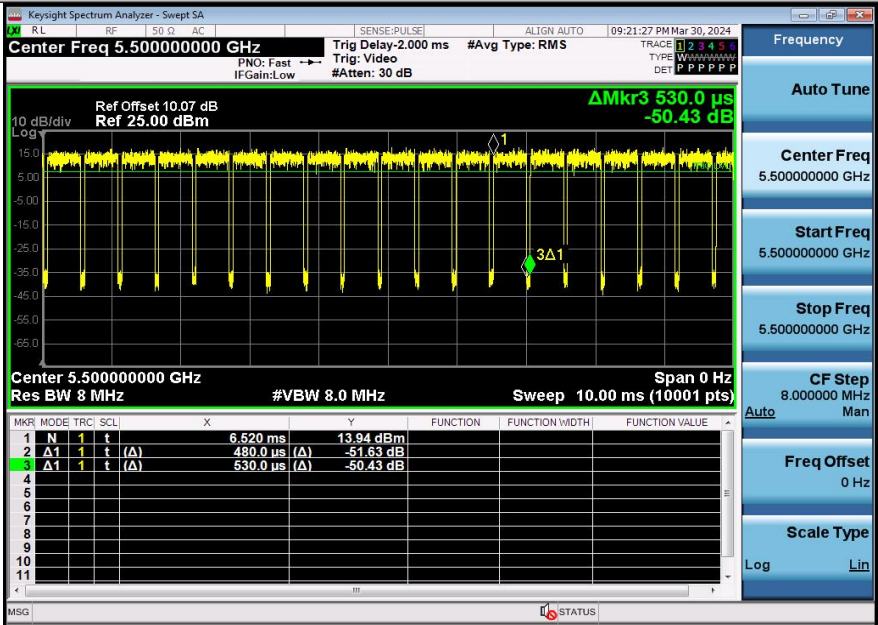 Keysight Spectrum Analyzer - Swept SA
LXI RL RF 50 Ω AC SENSE:PULSE ALIGN AUTO 09:21:27 PM Mar 30, 2024
Center Freq 5.500000000 GHz
PNO: Fast
IFGain:Low
Trig Delay-2.000 ms
Trig: Video
#Atten: 30 dB
#Avg Type: RMS
TRACE 1 2 3 4 5 6
TYPE WWWWWW
DET P P P P P P
ΔMkr3 530.0 µs
-50.43 dB
Ref Offset 10.07 dB
10 dB/div Ref 25.00 dBm
Log
15.0
5.00
-5.00
-15.0
-25.0
-35.0
-45.0
-55.0
-65.0
1
3Δ1
Center 5.500000000 GHz Span 0 Hz
Res BW 8 MHz #VBW 8.0 MHz Sweep 10.00 ms (10001 pts)
MKR MODE TRC SCL X Y FUNCTION FUNCTION WIDTH FUNCTION VALUE
1 N 1 t 6.520 ms 13.94 dBm
2 Δ1 1 t (Δ) 480.0 µs (Δ) -51.63 dB
3 Δ1 1 t (Δ) 530.0 µs (Δ) -50.43 dB
4
5
6
7
8
9
10
11
MSG STATUS
Frequency
Auto Tune
Center Freq
5.500000000 GHz
Start Freq
5.500000000 GHz
Stop Freq
5.500000000 GHz
CF Step
8.000000 MHz
Auto Man
Freq Offset
0 Hz
Scale Type
Log Lin